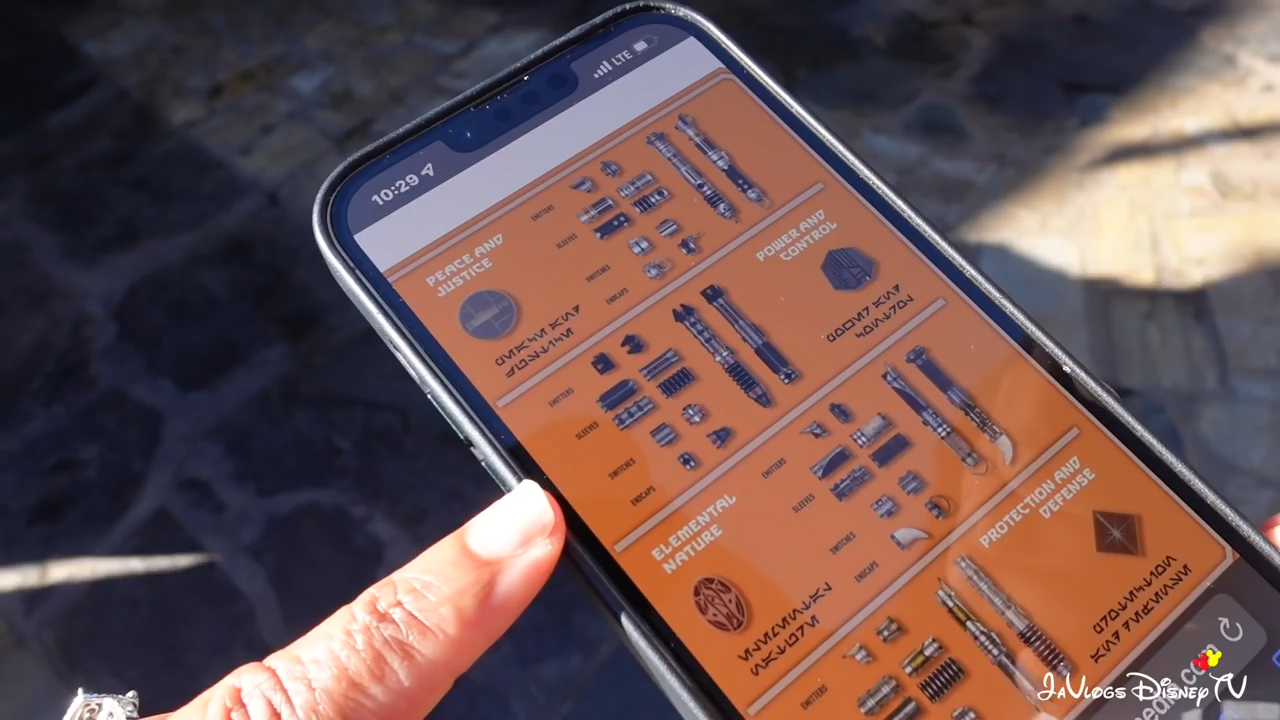 10:29
LTE
PEACE AND
JUSTICE
EMITTERS
SLEEVES
SWITCHES
ENDCAPS
POWER AND
CONTROL
EMITTERS
SLEEVES
SWITCHES
ENDCAPS
ELEMENTAL
NATURE
EMITTERS
SLEEVES
SWITCHES
ENDCAPS
PROTECTION AND
DEFENSE
EMITTERS
JaVlogs Disney TV